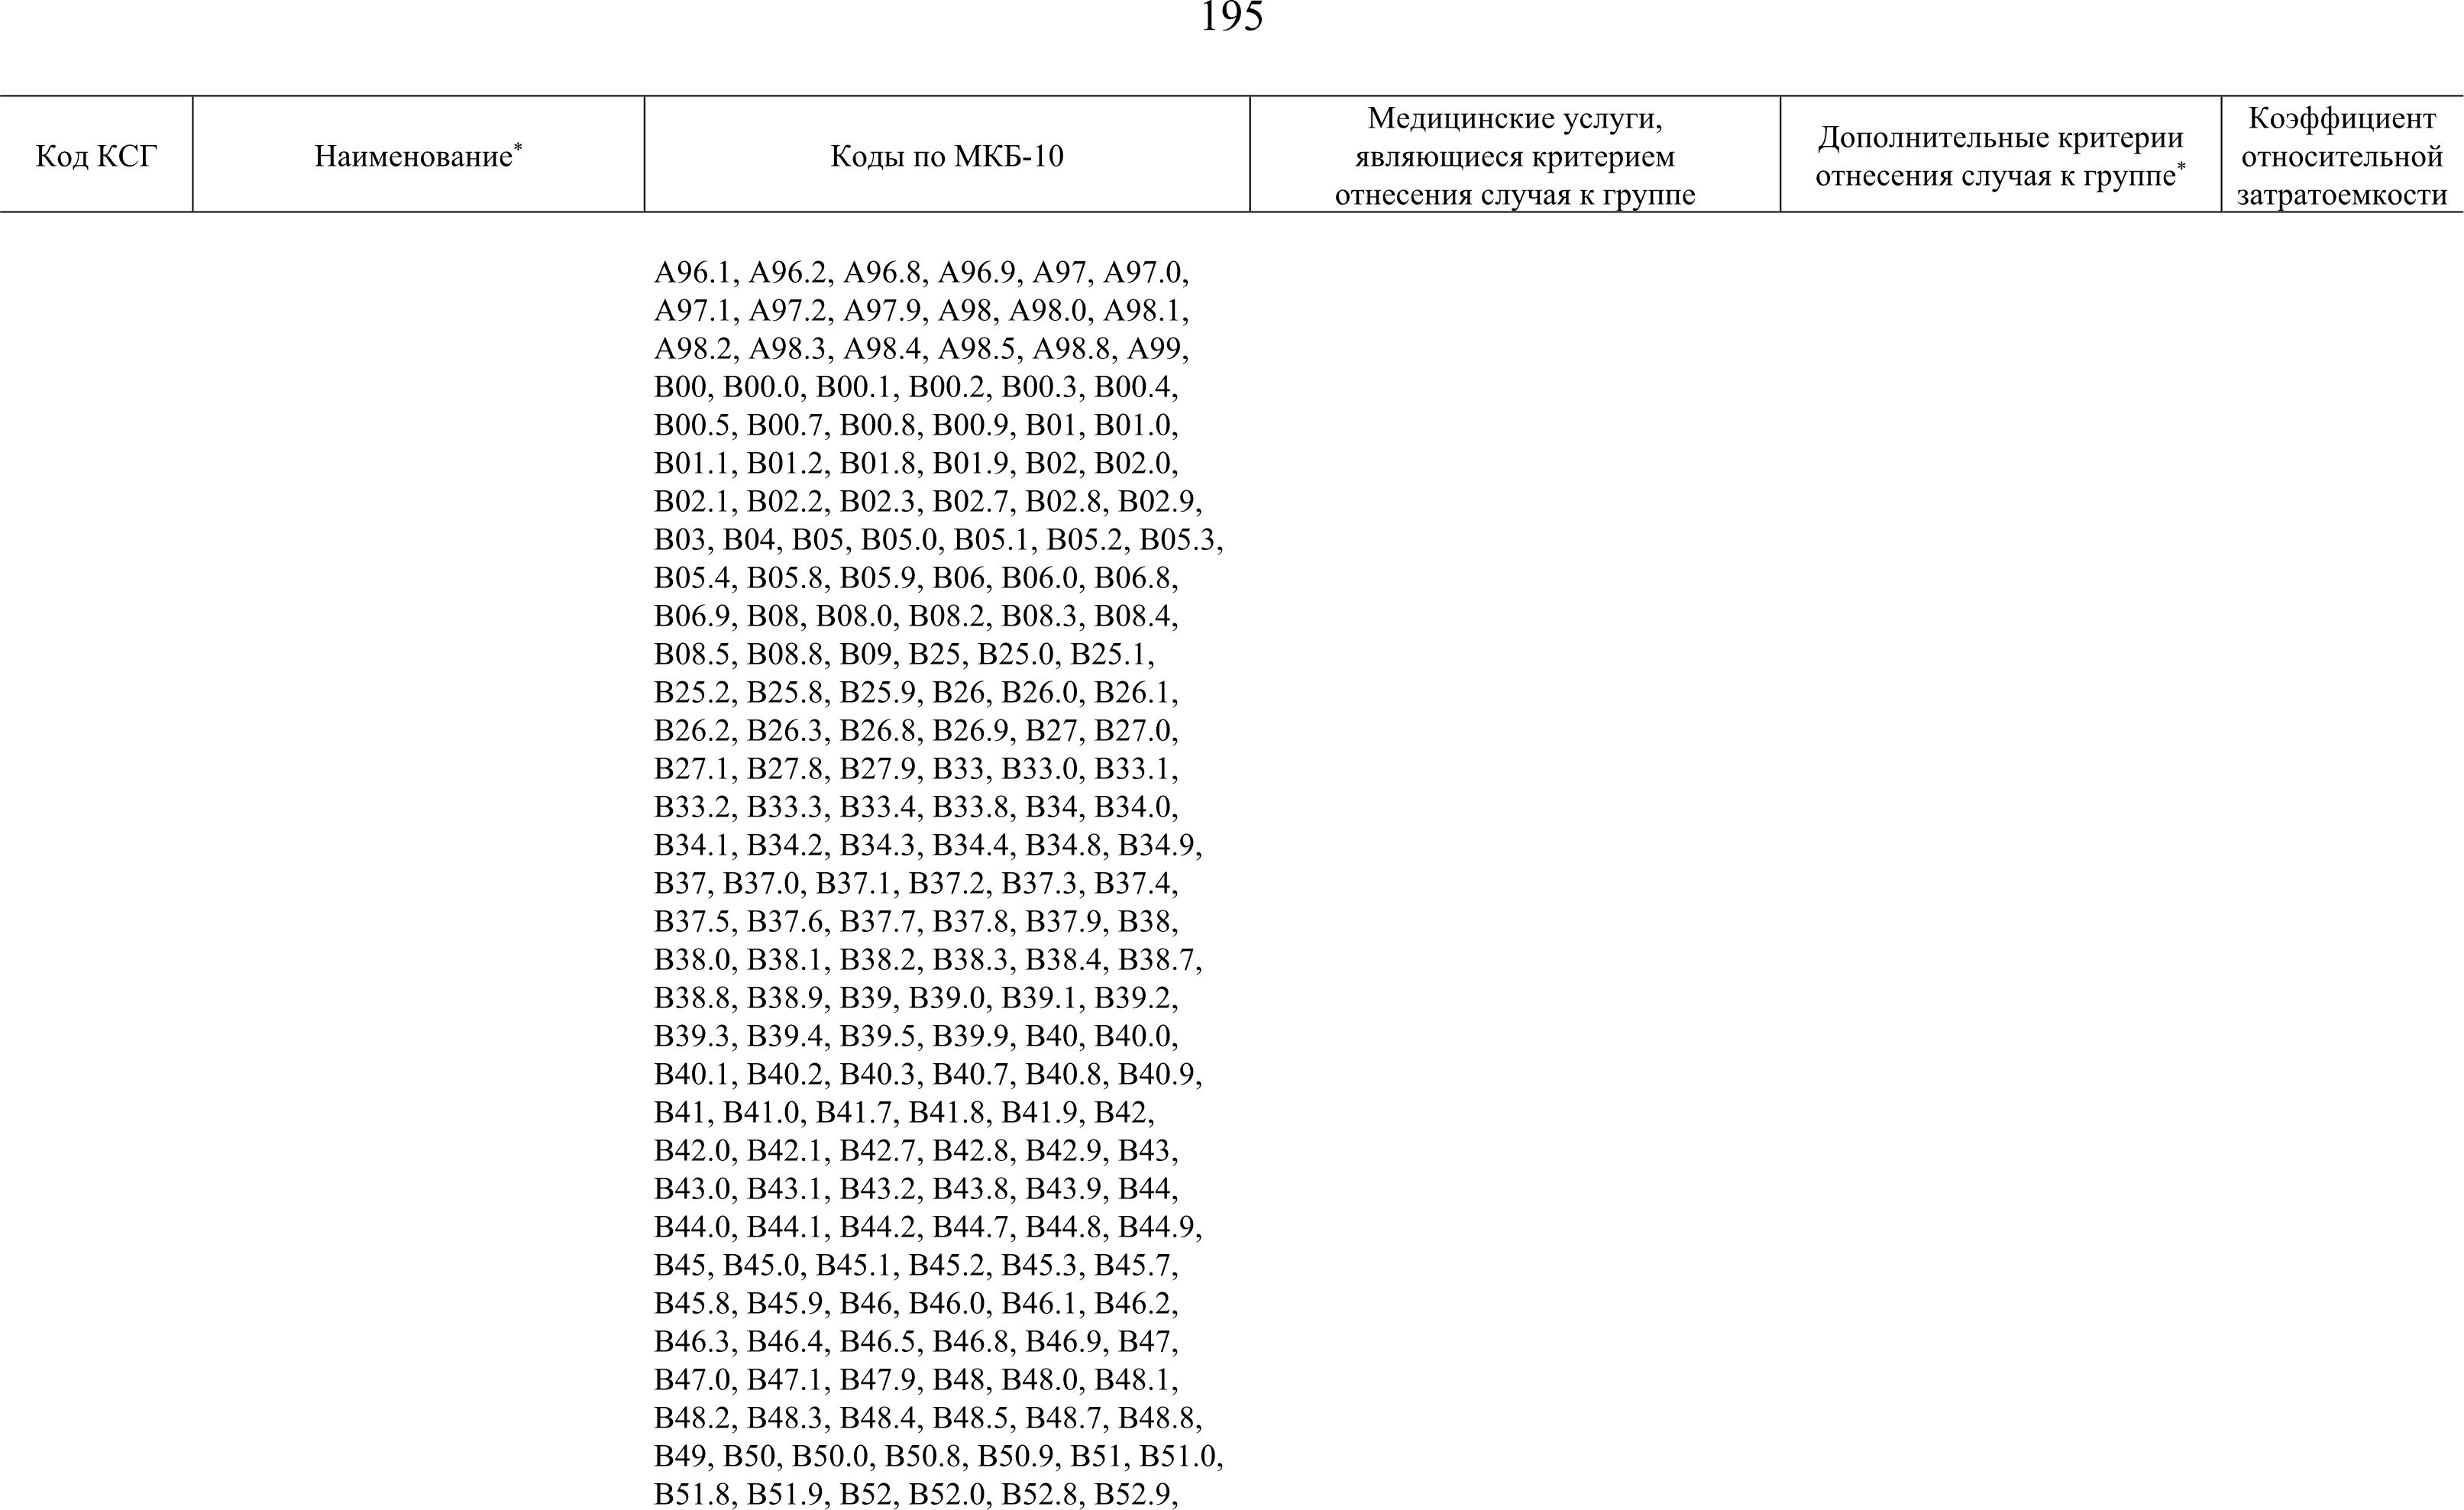 195
Код КСГ
Наименование*
Коды по МКБ-10
Медицинские услуги,
являющиеся критерием
отнесения случая к группе
Дополнительные критерии
отнесения случая к группе*
Коэффициент
относительной
затратоемкости
A96.1, A96.2, A96.8, A96.9, A97, A97.0,
A97.1, A97.2, A97.9, A98, A98.0, A98.1,
A98.2, A98.3, A98.4, A98.5, A98.8, A99,
B00, B00.0, B00.1, B00.2, B00.3, B00.4,
B00.5, B00.7, B00.8, B00.9, B01, B01.0,
B01.1, B01.2, B01.8, B01.9, B02, B02.0,
B02.1, B02.2, B02.3, B02.7, B02.8, B02.9,
B03, B04, B05, B05.0, B05.1, B05.2, B05.3,
B05.4, B05.8, B05.9, B06, B06.0, B06.8,
B06.9, B08, B08.0, B08.2, B08.3, B08.4,
B08.5, B08.8, B09, B25, B25.0, B25.1,
B25.2, B25.8, B25.9, B26, B26.0, B26.1,
B26.2, B26.3, B26.8, B26.9, B27, B27.0,
B27.1, B27.8, B27.9, B33, B33.0, B33.1,
B33.2, B33.3, B33.4, B33.8, B34, B34.0,
B34.1, B34.2, B34.3, B34.4, B34.8, B34.9,
B37, B37.0, B37.1, B37.2, B37.3, B37.4,
B37.5, B37.6, B37.7, B37.8, B37.9, B38,
B38.0, B38.1, B38.2, B38.3, B38.4, B38.7,
B38.8, B38.9, B39, B39.0, B39.1, B39.2,
B39.3, B39.4, B39.5, B39.9, B40, B40.0,
B40.1, B40.2, B40.3, B40.7, B40.8, B40.9,
B41, B41.0, B41.7, B41.8, B41.9, B42,
B42.0, B42.1, B42.7, B42.8, B42.9, B43,
B43.0, B43.1, B43.2, B43.8, B43.9, B44,
B44.0, B44.1, B44.2, B44.7, B44.8, B44.9,
B45, B45.0, B45.1, B45.2, B45.3, B45.7,
B45.8, B45.9, B46, B46.0, B46.1, B46.2,
B46.3, B46.4, B46.5, B46.8, B46.9, B47,
B47.0, B47.1, B47.9, B48, B48.0, B48.1,
B48.2, B48.3, B48.4, B48.5, B48.7, B48.8,
B49, B50, B50.0, B50.8, B50.9, B51, B51.0,
B51.8, B51.9, B52, B52.0, B52.8, B52.9,